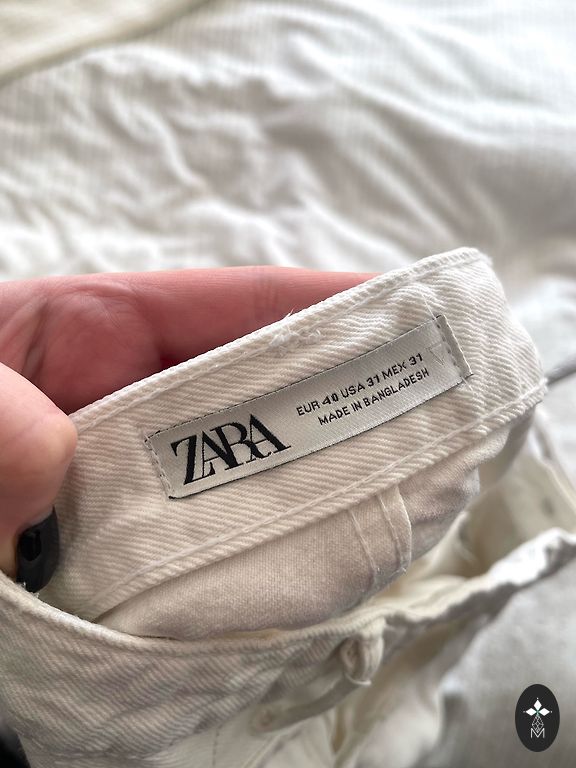 ZARA
EUR 40 USA 31 MEX 31
MADE IN BANGLADESH
M